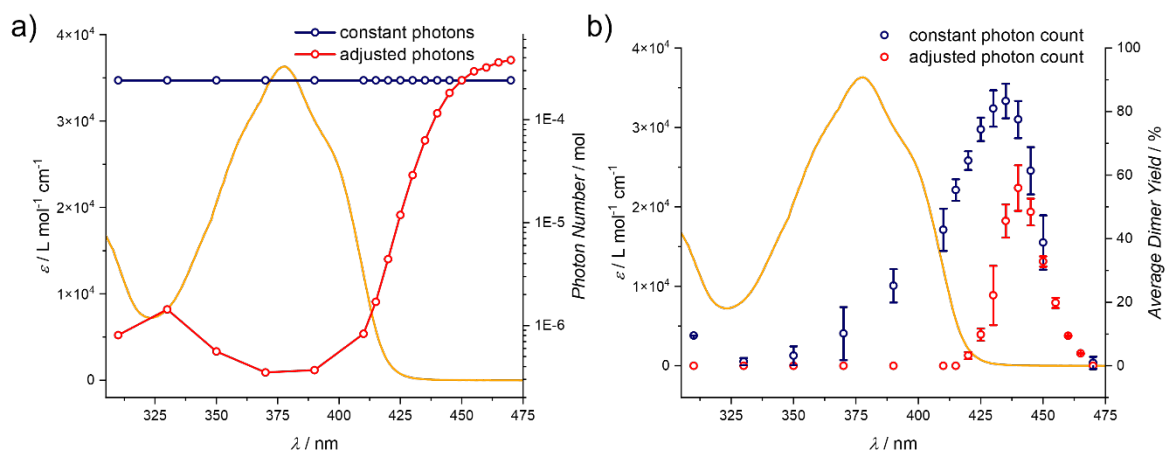 a)
constant photons
adjusted photons
4×10⁴
3×10⁴
2×10⁴
1×10⁴
0
ε / L mol⁻¹ cm⁻¹
1E-4
1E-5
1E-6
Photon Number / mol
325 350 375 400 425 450 475
λ / nm
b)
constant photon count
adjusted photon count
4×10⁴
3×10⁴
2×10⁴
1×10⁴
0
ε / L mol⁻¹ cm⁻¹
100
80
60
40
20
0
Average Dimer Yield / %
325 350 375 400 425 450 475
λ / nm